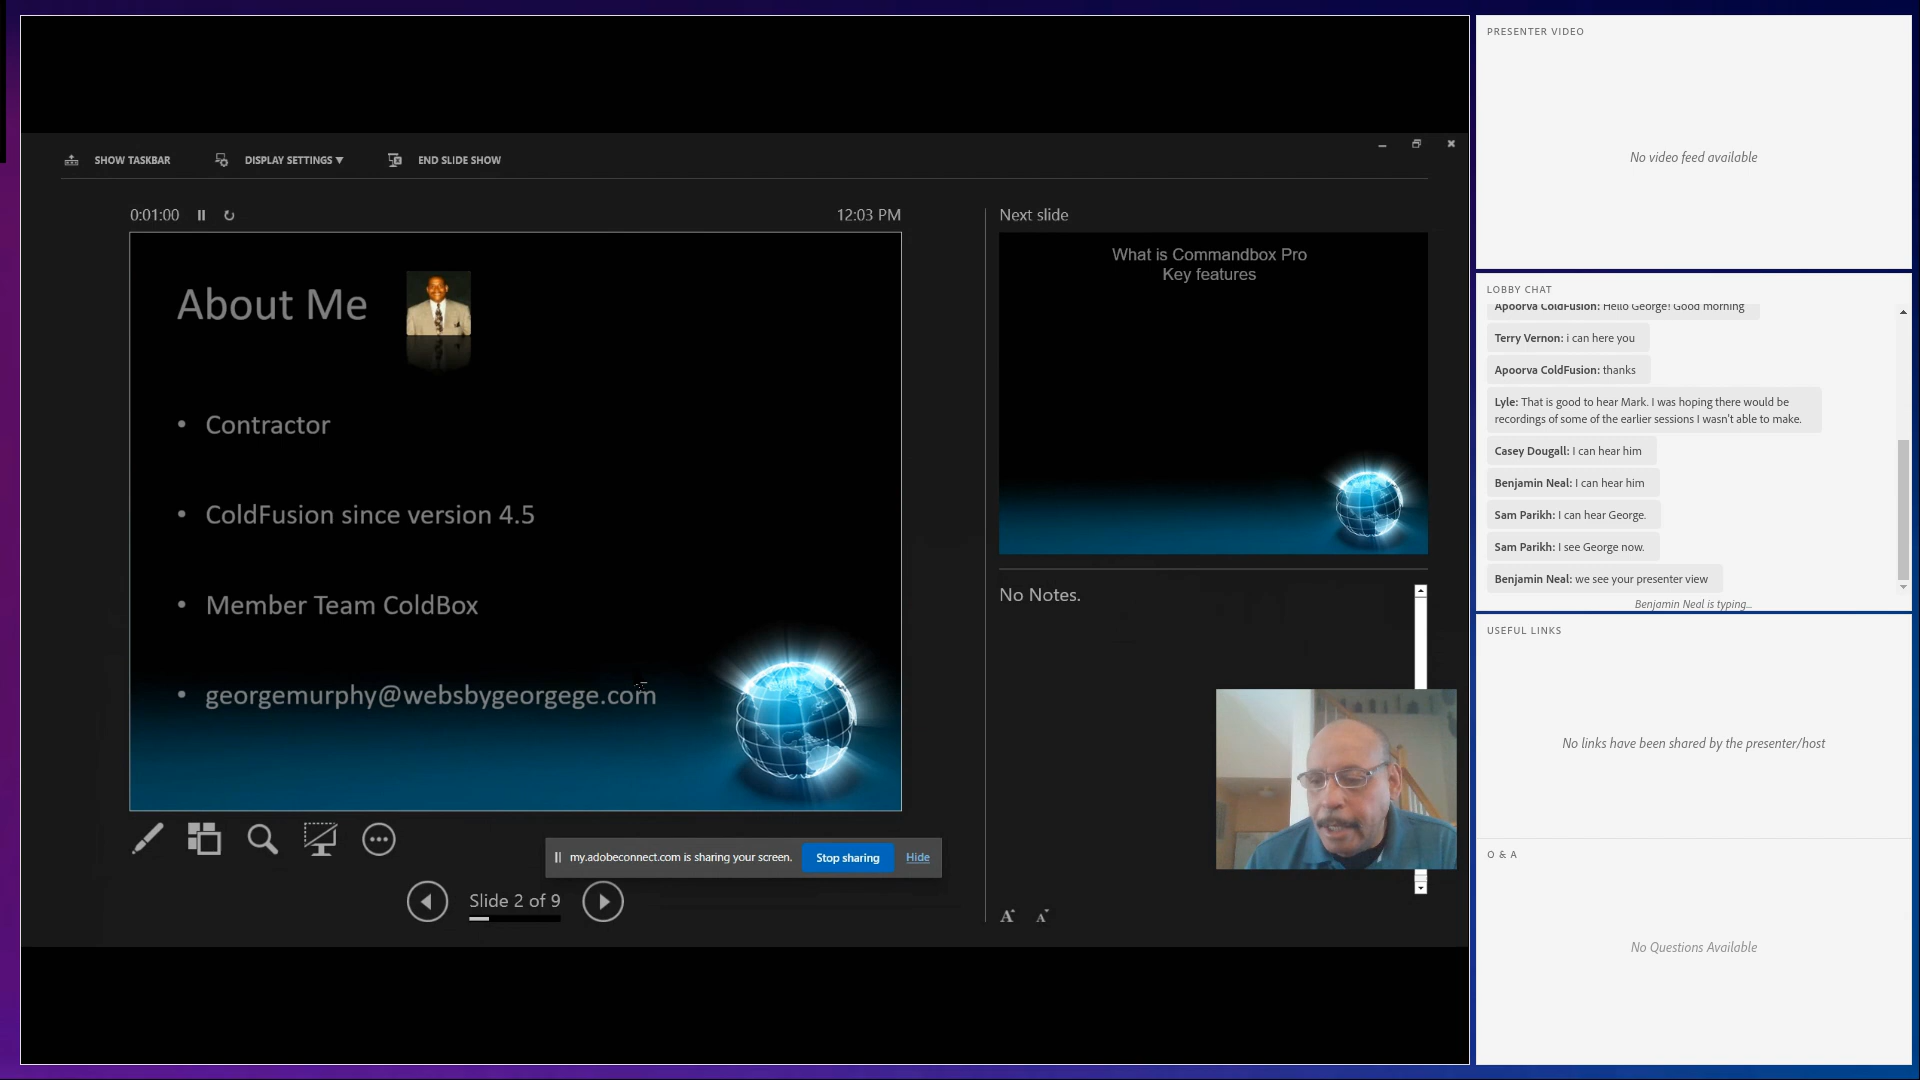 SHOW TASKBAR
DISPLAY SETTINGS ▼
END SLIDE SHOW
0:01:00
12:03 PM
About Me
• Contractor
• ColdFusion since version 4.5
• Member Team ColdBox
• georgemurphy@websbygeorgege.com
my.adobeconnect.com is sharing your screen.
Stop sharing
Hide
Slide 2 of 9
Next slide
What is Commandbox Pro
Key features
No Notes.
A A
PRESENTER VIDEO
No video feed available
LOBBY CHAT
Apoorva ColdFusion: Hello George! Good morning
Terry Vernon: i can here you
Apoorva ColdFusion: thanks
Lyle: That is good to hear Mark. I was hoping there would be
recordings of some of the earlier sessions I wasn't able to make.
Casey Dougall: I can hear him
Benjamin Neal: I can hear him
Sam Parikh: I can hear George.
Sam Parikh: I see George now.
Benjamin Neal: we see your presenter view
Benjamin Neal is typing...
USEFUL LINKS
No links have been shared by the presenter/host
Q & A
No Questions Available